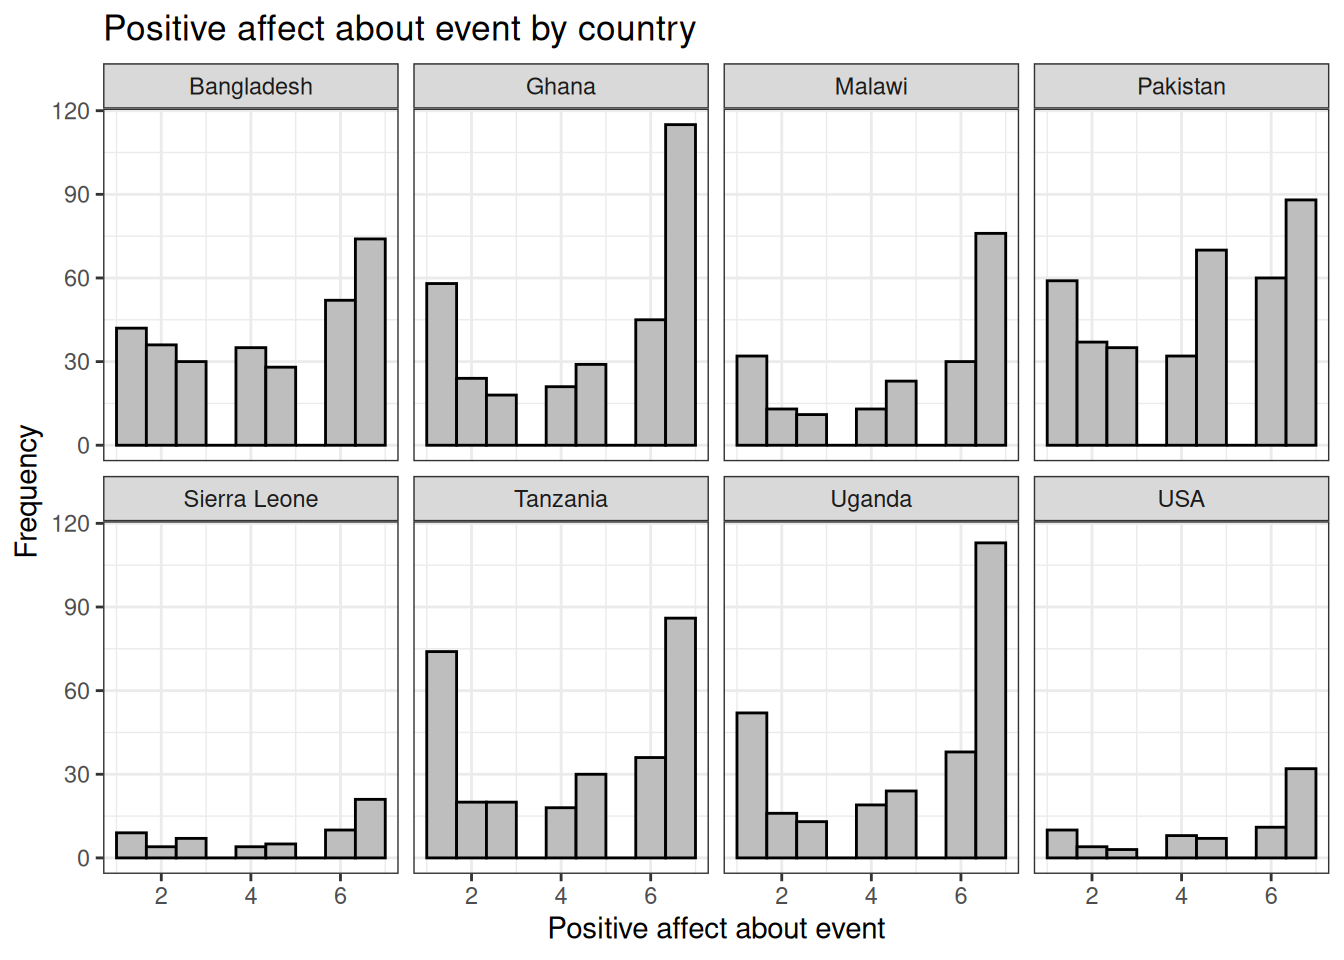 Positive affect about event by country
Bangladesh Ghana Malawi Pakistan
120
90
60
30
0
Sierra Leone Tanzania Uganda USA
120
90
60
30
0
Frequency
2 4 6 2 4 6 2 4 6 2 4 6
Positive affect about event